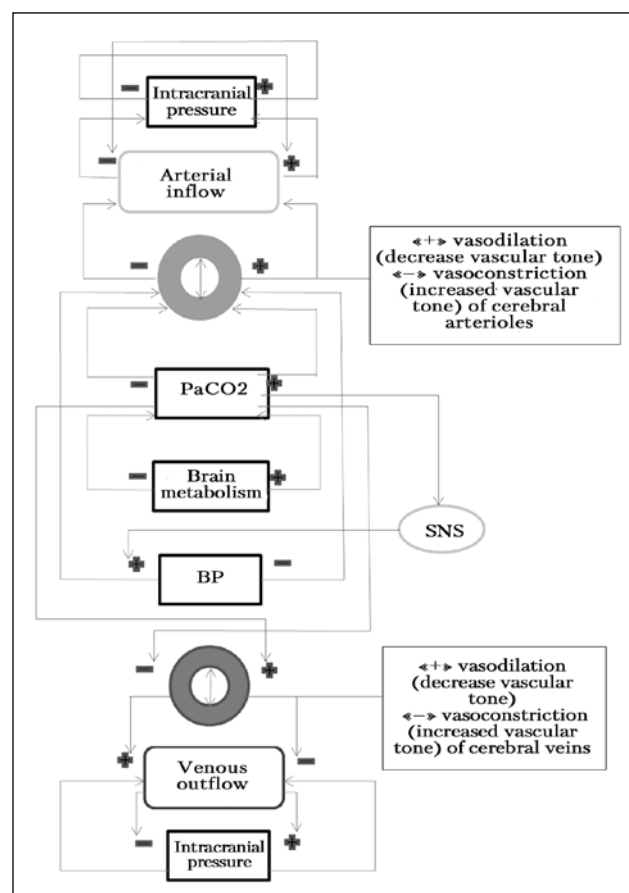 Intracranial
pressure
Arterial
inflow
«+» vasodilation
(decrease vascular tone)
«−» vasoconstriction
(increased vascular
tone) of cerebral
arterioles
PaCO2
Brain
metabolism
SNS
BP
«+» vasodilation
(decrease vascular
tone)
«−» vasoconstriction
(increased vascular
tone) of cerebral veins
Venous
outflow
Intracranial
pressure